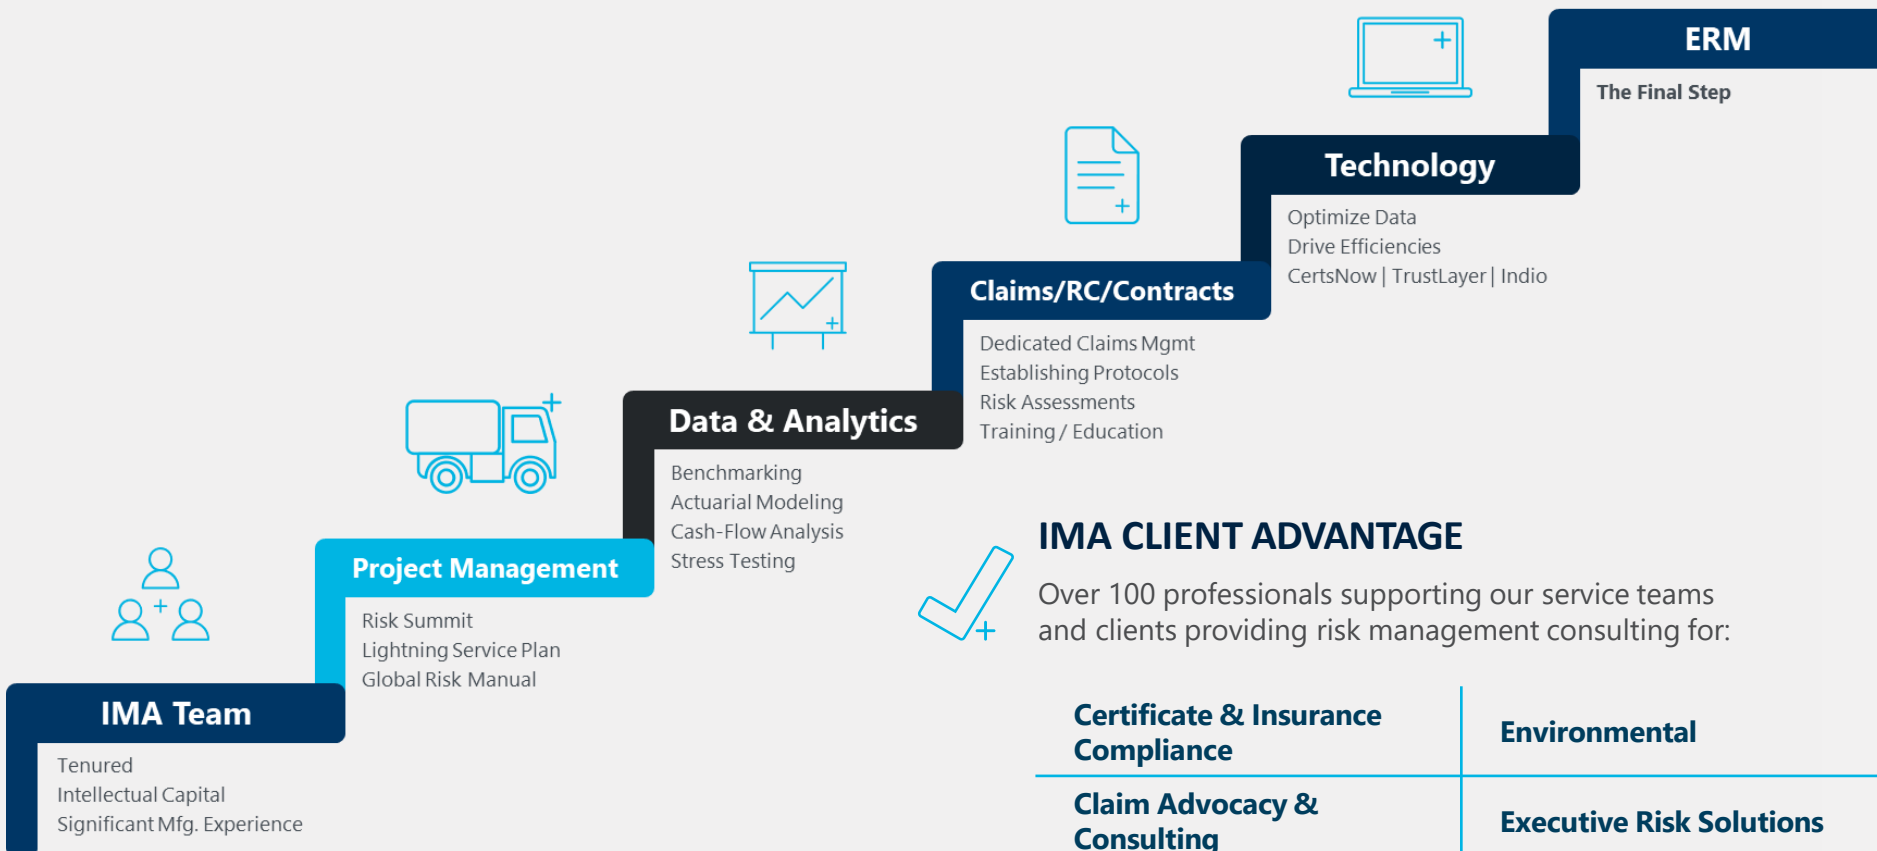 ERM
The Final Step
Technology
Optimize Data
Drive Efficiencies
CertsNow | TrustLayer | Indio
Claims/RC/Contracts
Dedicated Claims Mgmt
Establishing Protocols
Risk Assessments
Training / Education
Data & Analytics
Benchmarking
Actuarial Modeling
Cash-Flow Analysis
Stress Testing
Project Management
Risk Summit
Lightning Service Plan
Global Risk Manual
IMA Team
Tenured
Intellectual Capital
Significant Mfg. Experience
IMA CLIENT ADVANTAGE
Over 100 professionals supporting our service teams
and clients providing risk management consulting for:
Certificate & Insurance
Compliance
Environmental
Claim Advocacy &
Consulting
Executive Risk Solutions